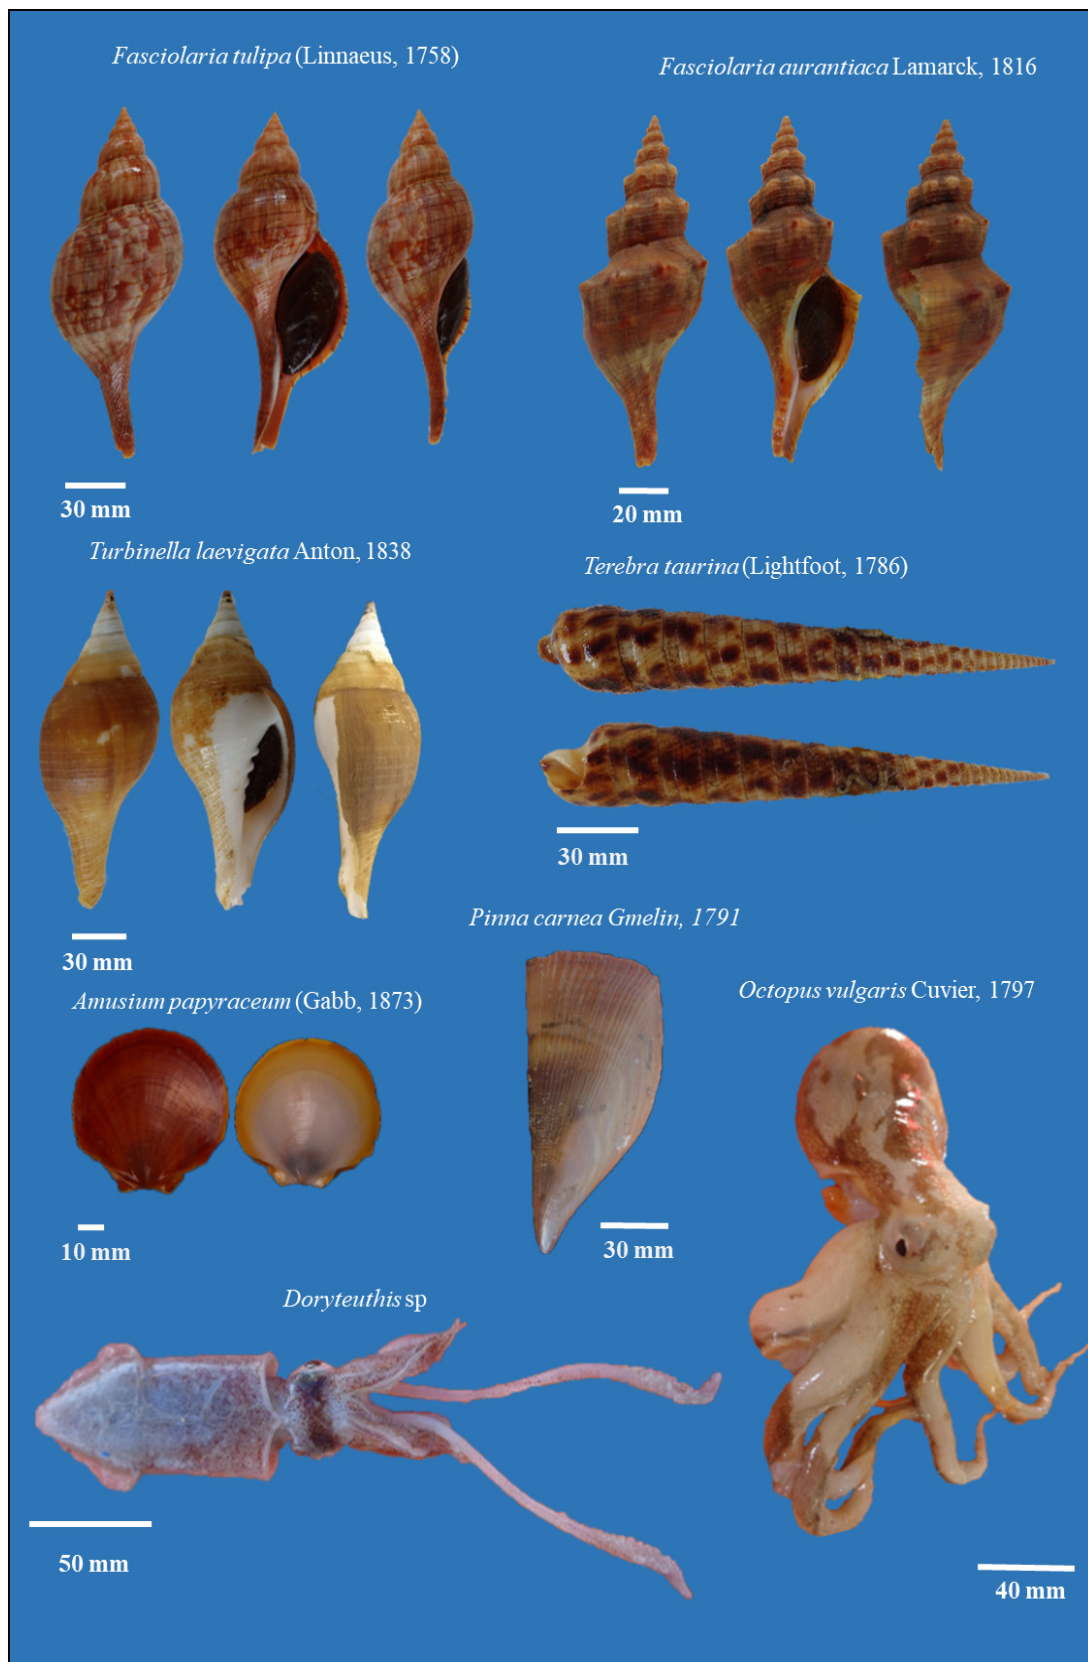 Fasciolaria tulipa (Linnaeus, 1758)
Fasciolaria aurantiaca Lamarck, 1816
30 mm
20 mm
Turbinella laevigata Anton, 1838
Terebra taurina (Lightfoot, 1786)
30 mm
30 mm
Pinna carnea Gmelin, 1791
Amusium papyraceum (Gabb, 1873)
Octopus vulgaris Cuvier, 1797
10 mm
30 mm
Doryteuthis sp
50 mm
40 mm